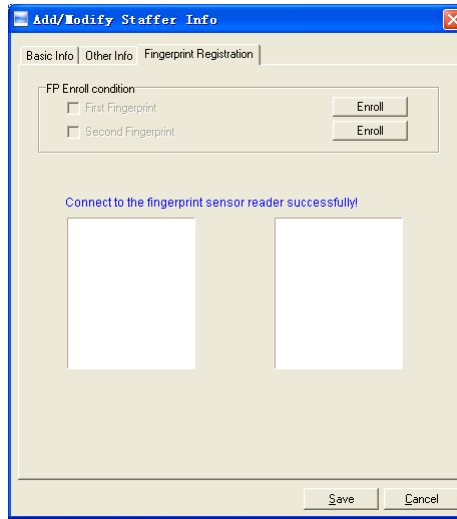 Add/Modify Staffer Info
Basic Info Other Info Fingerprint Registration
FP Enroll condition
First Fingerprint Enroll
Second Fingerprint Enroll
Connect to the fingerprint sensor reader successfully!
Save Cancel